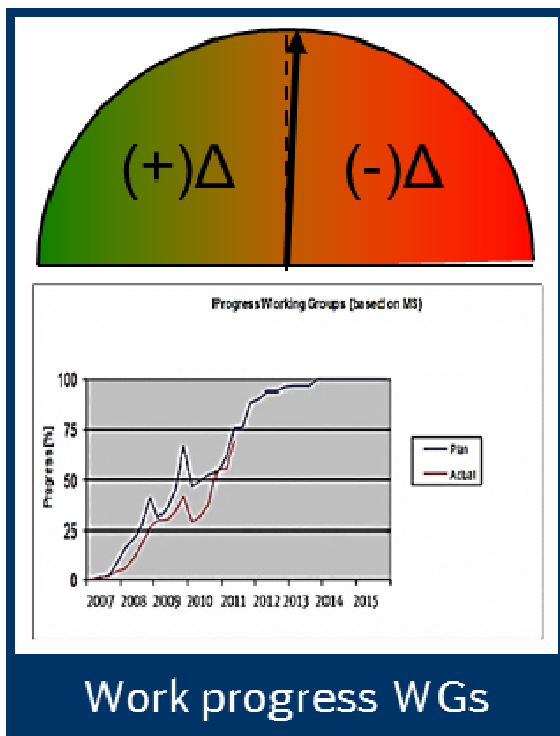 (+)Δ (-)Δ
Progress Working Groups (based on MS)
100
75
50
25
0
Progress [%]
2007 2008 2009 2010 2011 2012 2013 2014 2015
Plan
Actual
Work progress WGs